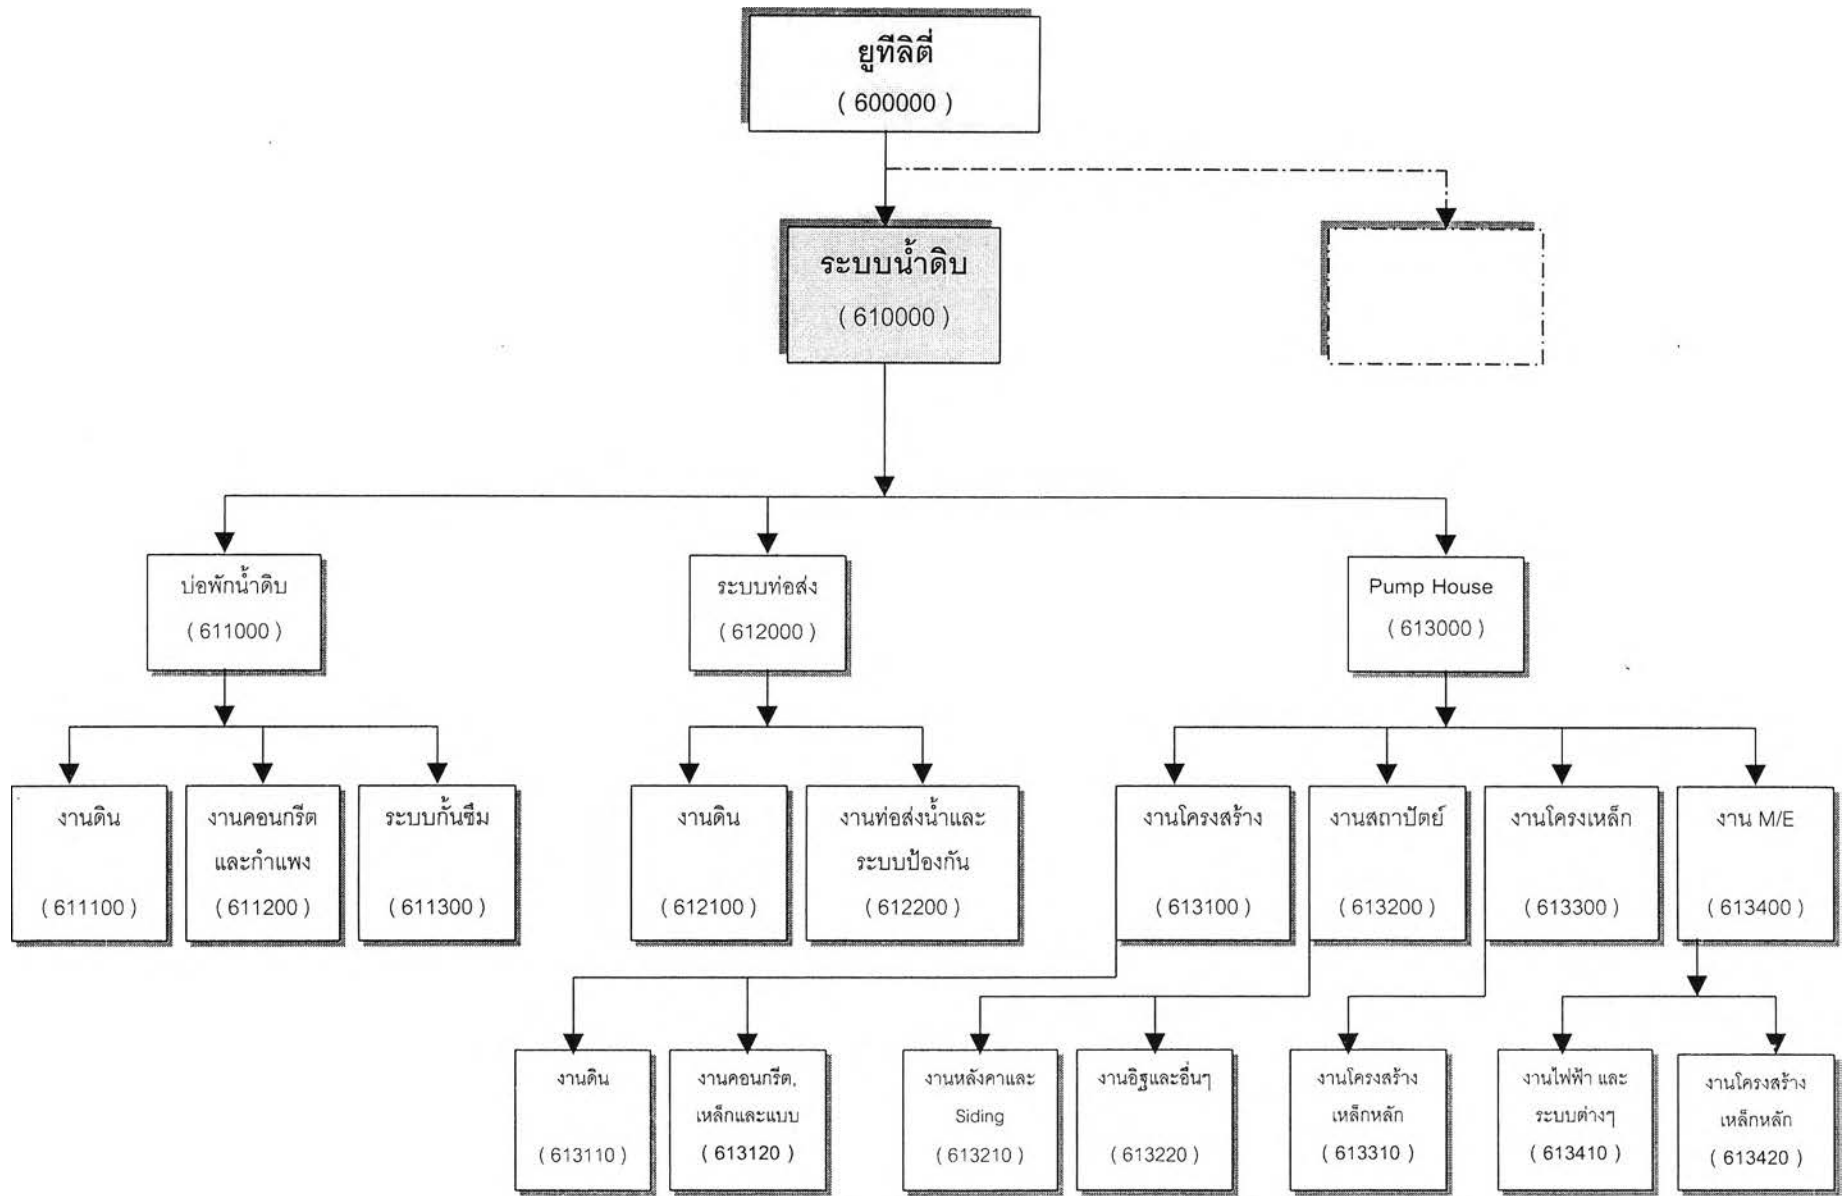 ยูทีลิตี่
( 600000 )
ระบบน้ำดิบ
( 610000 )
บ่อพักน้ำดิบ
( 611000 )
ระบบท่อส่ง
( 612000 )
Pump House
( 613000 )
งานดิน
( 611100 )
งานคอนกรีต
และกำแพง
( 611200 )
ระบบกั้นซึม
( 611300 )
งานดิน
( 612100 )
งานท่อส่งน้ำและ
ระบบป้องกัน
( 612200 )
งานโครงสร้าง
( 613100 )
งานสถาปัตย์
( 613200 )
งานโครงเหล็ก
( 613300 )
งาน M/E
( 613400 )
งานดิน
( 613110 )
งานคอนกรีต,
เหล็กและแบบ
( 613120 )
งานหลังคาและ
Siding
( 613210 )
งานอิฐและอื่นๆ
( 613220 )
งานโครงสร้าง
เหล็กหลัก
( 613310 )
งานไฟฟ้า และ
ระบบต่างๆ
( 613410 )
งานโครงสร้าง
เหล็กหลัก
( 613420 )